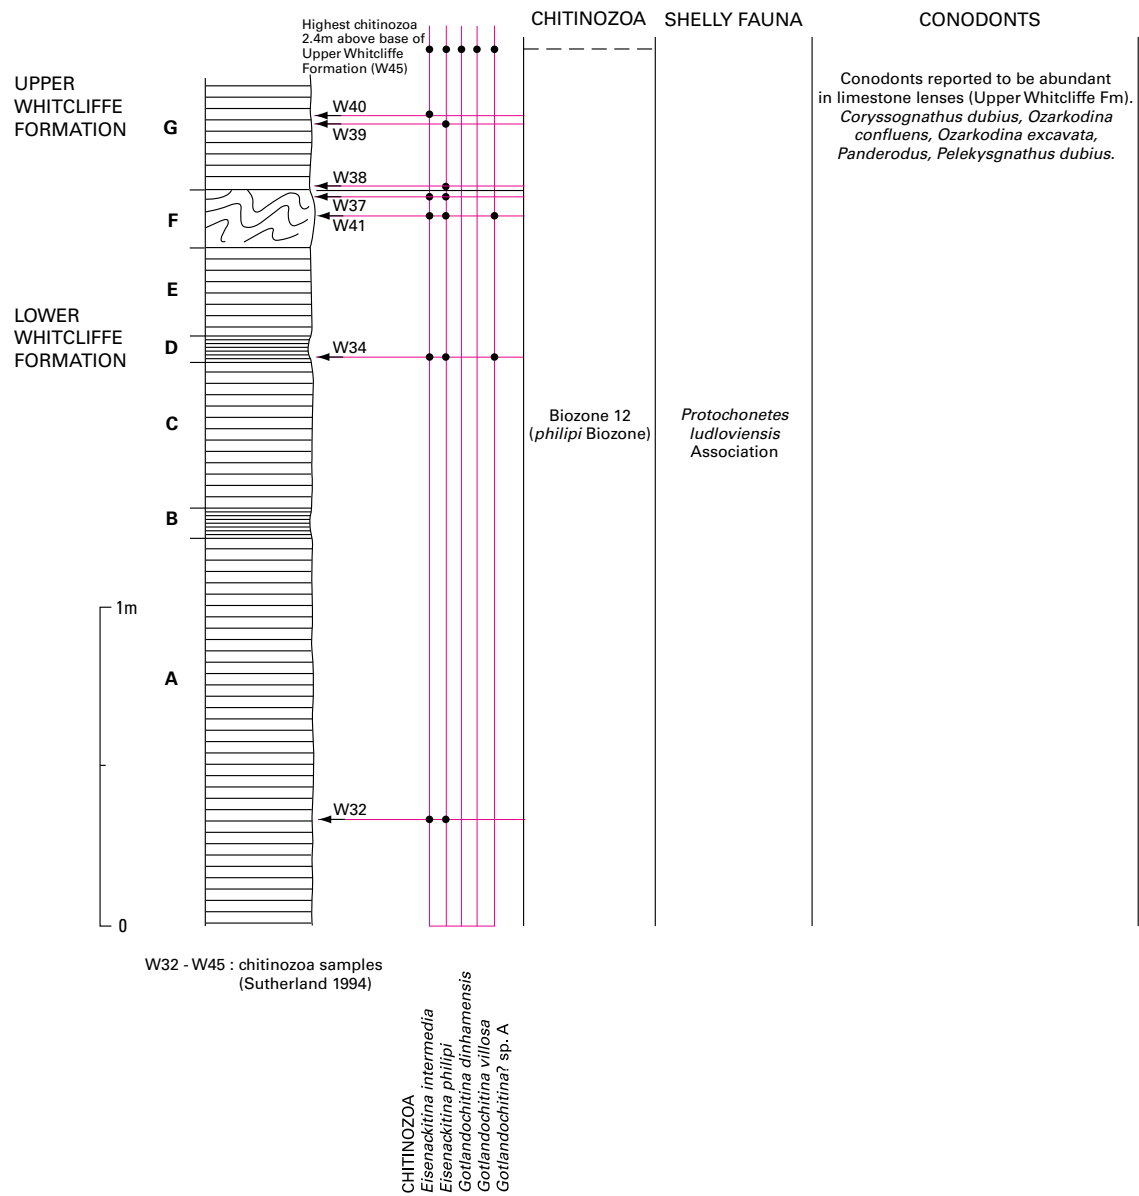 CHITINOZOA
SHELLY FAUNA
CONODONTS
Highest chitinozoa
2.4m above base of
Upper Whitcliffe
Formation (W45)
UPPER
WHITCLIFFE
FORMATION
G
W40
W39
W38
W37
W41
F
E
LOWER
WHITCLIFFE
FORMATION
D
W34
C
B
A
W32
1m
0
Biozone 12
(philipi Biozone)
Protochonetes
ludloviensis
Association
Conodonts reported to be abundant
in limestone lenses (Upper Whitcliffe Fm).
Coryssognathus dubius, Ozarkodina
confluens, Ozarkodina excavata,
Panderodus, Pelekysgnathus dubius.
W32 - W45 : chitinozoa samples
(Sutherland 1994)
CHITINOZOA
Eisenackitina intermedia
Eisenackitina philipi
Gotlandochitina dinhamensis
Gotlandochitina villosa
Gotlandochitina? sp. A